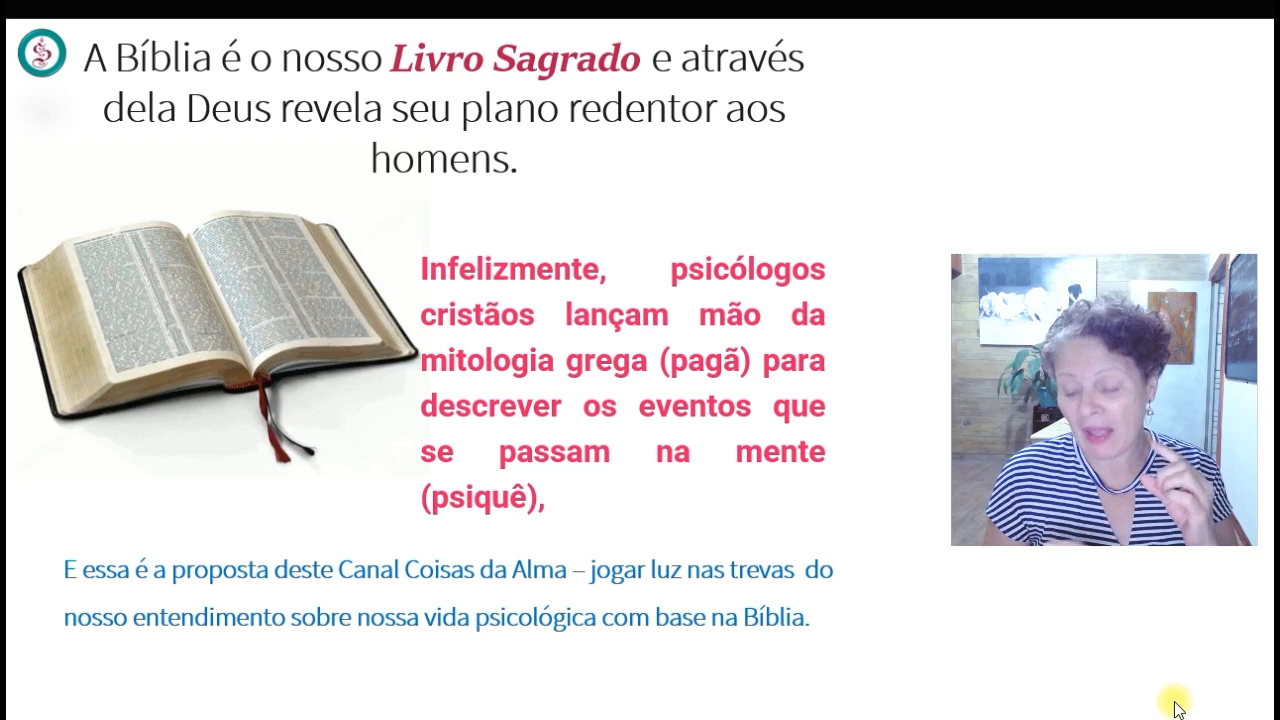 A Bíblia é o nosso Livro Sagrado e através
dela Deus revela seu plano redentor aos
homens.
Infelizmente, psicólogos
cristãos lançam mão da
mitologia grega (pagã) para
descrever os eventos que
se passam na mente
(psiquê),
E essa é a proposta deste Canal Coisas da Alma – jogar luz nas trevas do
nosso entendimento sobre nossa vida psicológica com base na Bíblia.